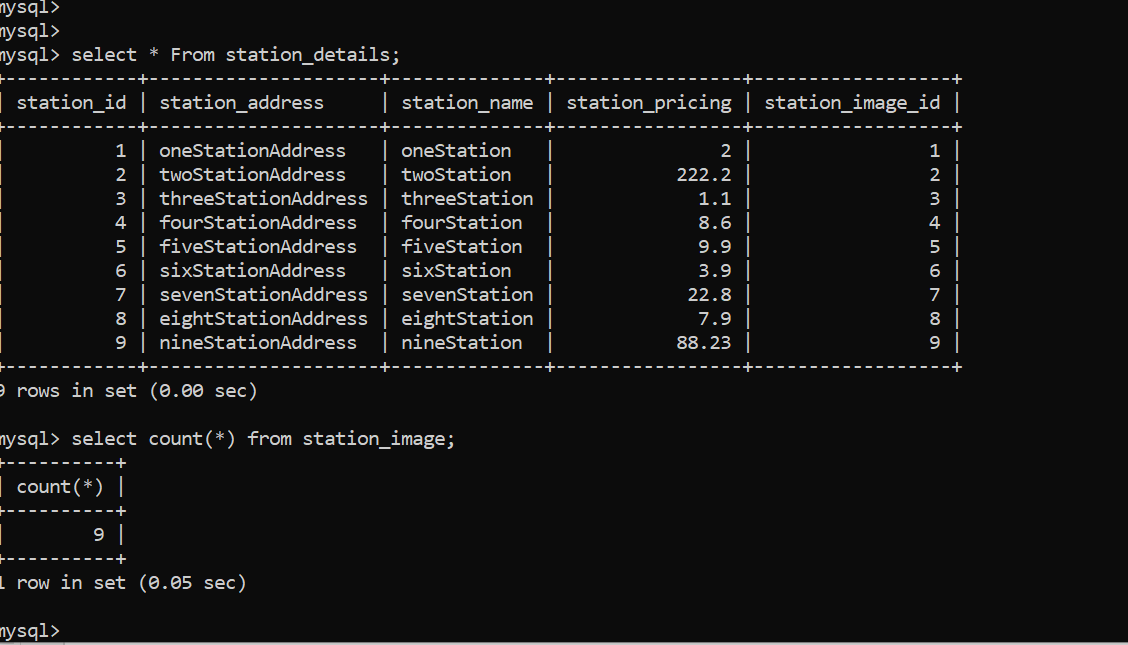 mysql>
mysql>
mysql> select * From station_details;
+------------+---------------------+--------------+-----------------+------------------+
| station_id | station_address     | station_name | station_pricing | station_image_id |
+------------+---------------------+--------------+-----------------+------------------+
|          1 | oneStationAddress   | oneStation   |               2 |                1 |
|          2 | twoStationAddress   | twoStation   |           222.2 |                2 |
|          3 | threeStationAddress | threeStation |             1.1 |                3 |
|          4 | fourStationAddress  | fourStation  |             8.6 |                4 |
|          5 | fiveStationAddress  | fiveStation  |             9.9 |                5 |
|          6 | sixStationAddress   | sixStation   |             3.9 |                6 |
|          7 | sevenStationAddress | sevenStation |            22.8 |                7 |
|          8 | eightStationAddress | eightStation |             7.9 |                8 |
|          9 | nineStationAddress  | nineStation  |           88.23 |                9 |
+------------+---------------------+--------------+-----------------+------------------+
9 rows in set (0.00 sec)
mysql> select count(*) from station_image;
+----------+
| count(*) |
+----------+
|        9 |
+----------+
1 row in set (0.05 sec)
mysql>